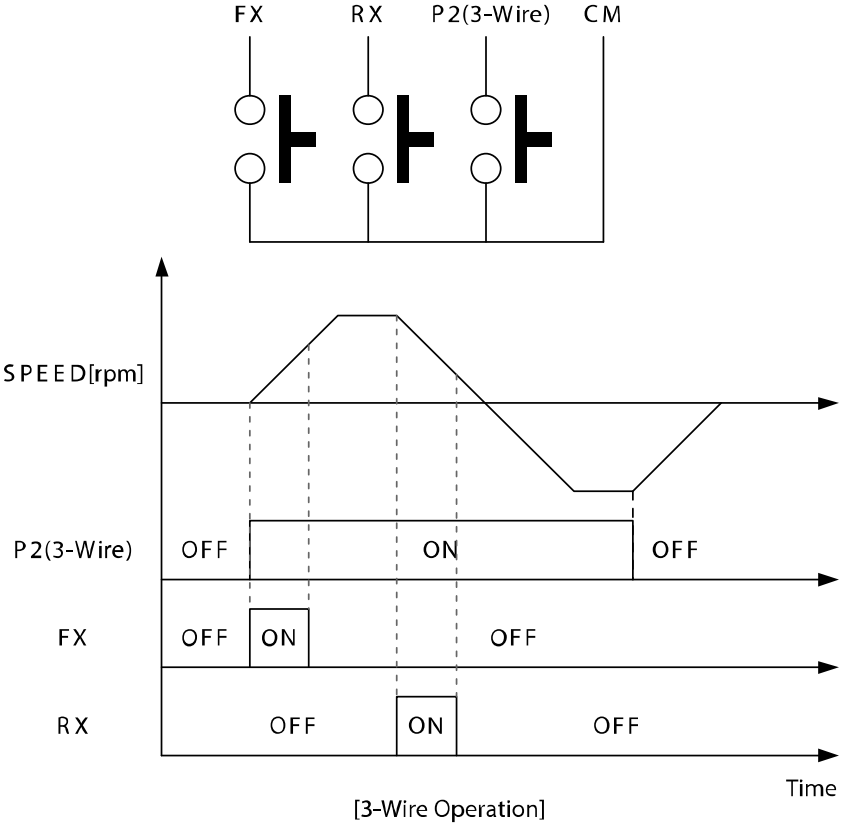 FX RX P2(3-Wire) CM
SPEED[rpm]
P2(3-Wire) OFF ON OFF
FX OFF ON OFF
RX OFF ON OFF
Time
[3-Wire Operation]